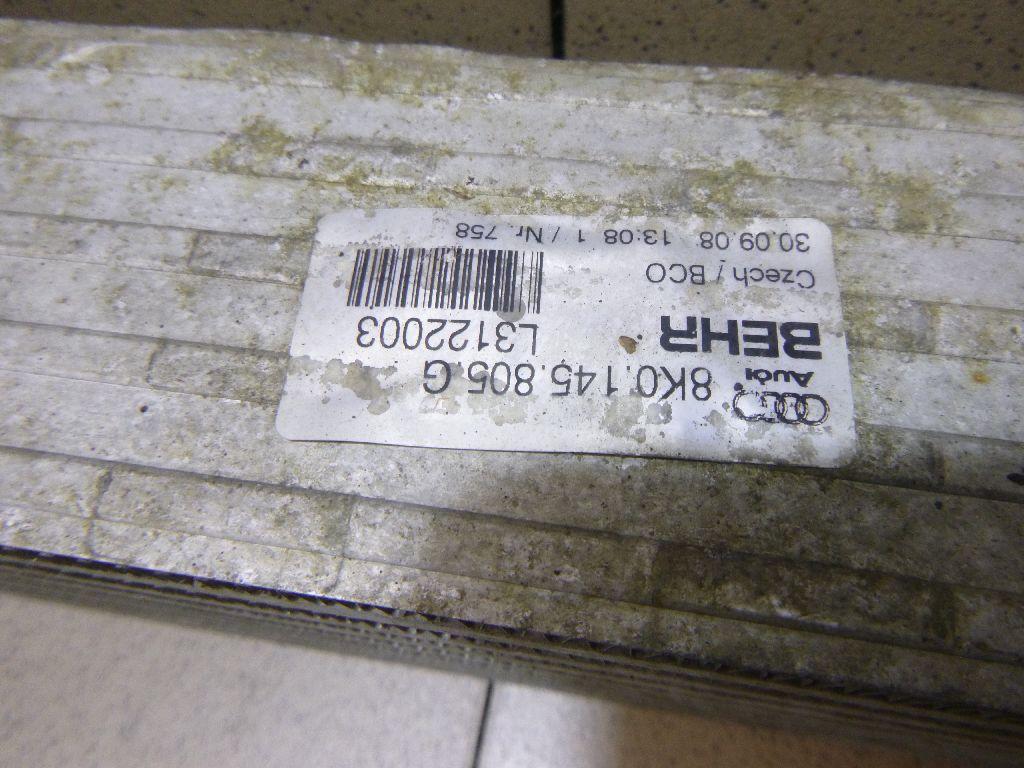 Audi 8K0.145.805.G
BEHR L3122003
Czech / BCO
30.09.08 13:08 1 / Nr. 758